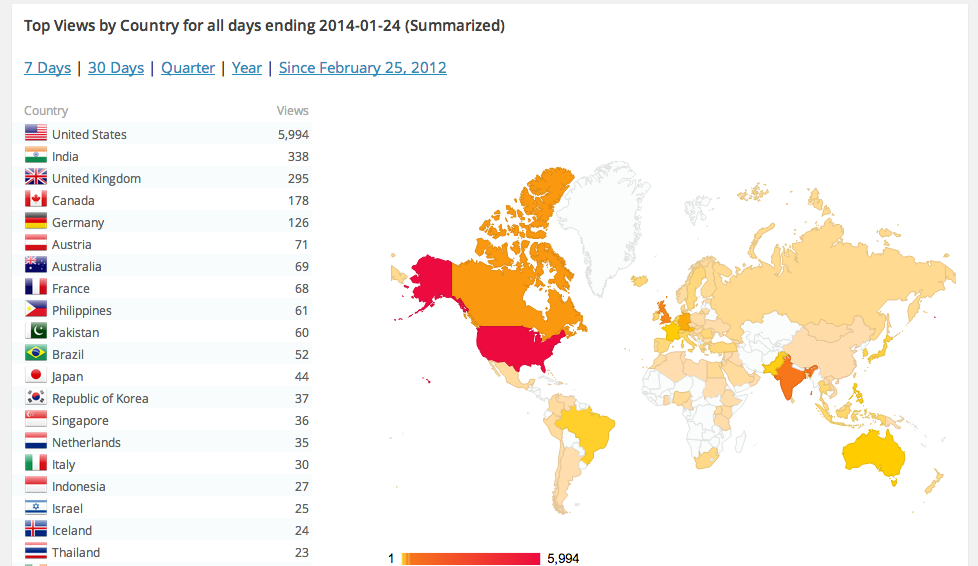 Top Views by Country for all days ending 2014-01-24 (Summarized)
7 Days | 30 Days | Quarter | Year | Since February 25, 2012
Country Views
United States 5,994
India 338
United Kingdom 295
Canada 178
Germany 126
Austria 71
Australia 69
France 68
Philippines 61
Pakistan 60
Brazil 52
Japan 44
Republic of Korea 37
Singapore 36
Netherlands 35
Italy 30
Indonesia 27
Israel 25
Iceland 24
Thailand 23
1 5,994